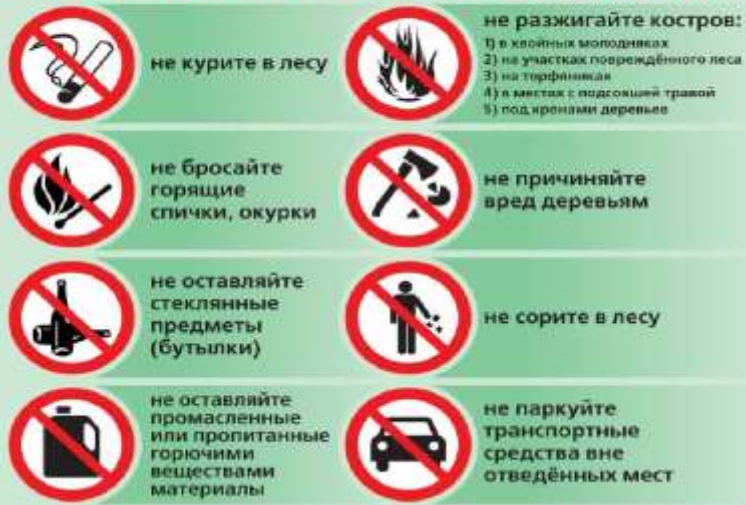 не курите в лесу
не разжигайте костров:
1) в хвойных молодняках
2) на участках повреждённого леса
3) на торфяниках
4) в местах с подсохшей травой
5) под кронами деревьев
не бросайте
горящие
спички, окурки
не причиняйте
вред деревьям
не оставляйте
стеклянные
предметы
(бутылки)
не сорите в лесу
не оставляйте
промасленные
или пропитанные
горючими
веществами
материалы
не паркуйте
транспортные
средства вне
отведённых мест